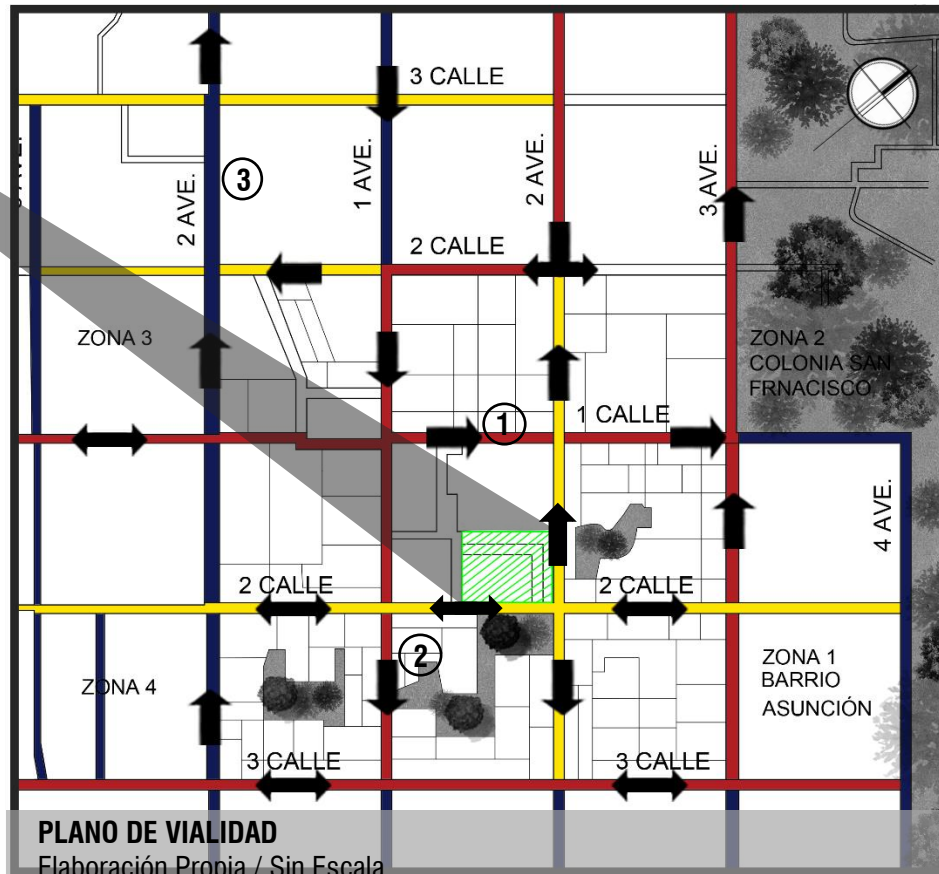 3 CALLE
3
2 AVE.
1 AVE.
2 AVE.
3 AVE.
2 CALLE
ZONA 3
ZONA 2
COLONIA SAN
FRNACISCO
1
1 CALLE
4 AVE.
2 CALLE
2 CALLE
2
ZONA 4
ZONA 1
BARRIO
ASUNCIÓN
3 CALLE
3 CALLE
PLANO DE VIALIDAD
Elaboración Propia / Sin Escala